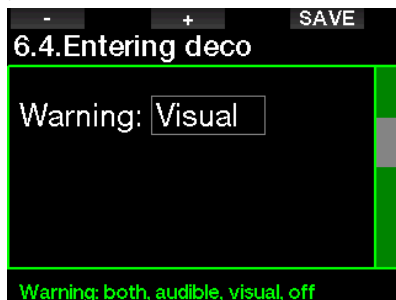 - + SAVE
6.4.Entering deco
Warning: Visual
Warning: both, audible, visual, off